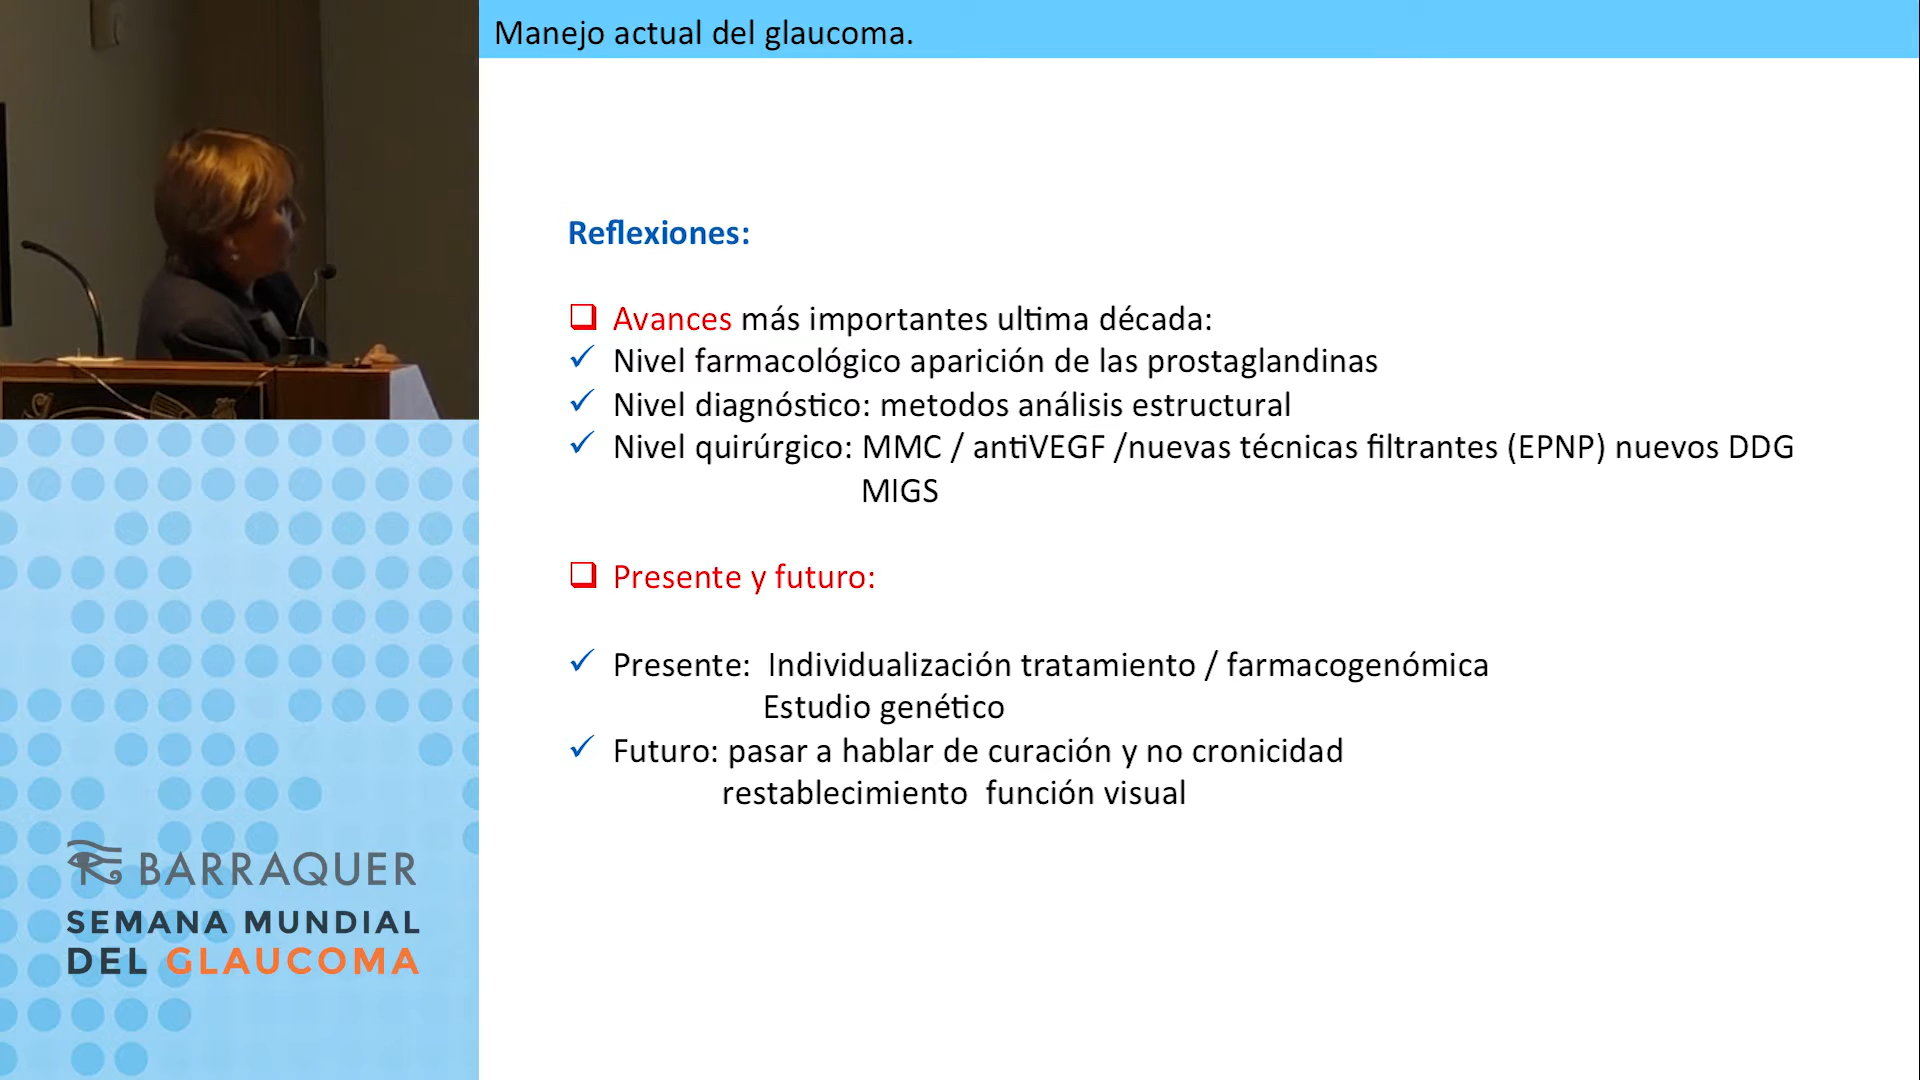 Manejo actual del glaucoma.
Reflexiones:
Avances más importantes ultima década:
Nivel farmacológico aparición de las prostaglandinas
Nivel diagnóstico: metodos análisis estructural
Nivel quirúrgico: MMC / antiVEGF /nuevas técnicas filtrantes (EPNP) nuevos DDG
MIGS
Presente y futuro:
Presente: Individualización tratamiento / farmacogenómica
Estudio genético
Futuro: pasar a hablar de curación y no cronicidad
restablecimiento función visual
BARRAQUER
SEMANA MUNDIAL
DEL GLAUCOMA